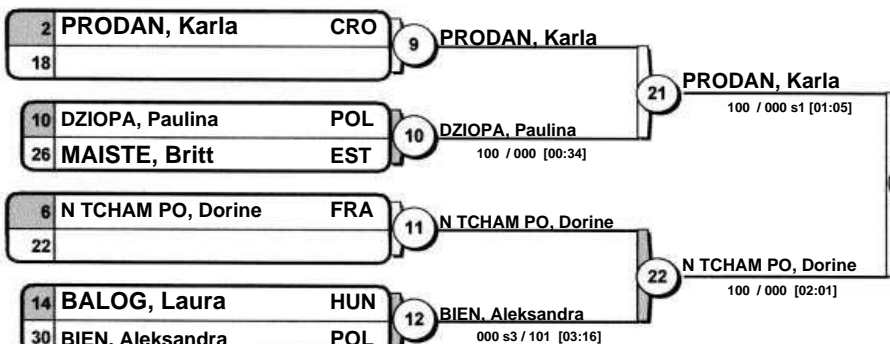 2 PRODAN, Karla CRO
18
9 PRODAN, Karla
10 DZIOPA, Paulina POL
26 MAISTE, Britt EST
10 DZIOPA, Paulina
100 / 000 [00:34]
21 PRODAN, Karla
100 / 000 s1 [01:05]
6 N TCHAM PO, Dorine FRA
22
11 N TCHAM PO, Dorine
14 BALOG, Laura HUN
30 BIEN, Aleksandra POL
12 BIEN, Aleksandra
000 s3 / 101 [03:16]
22 N TCHAM PO, Dorine
100 / 000 [02:01]